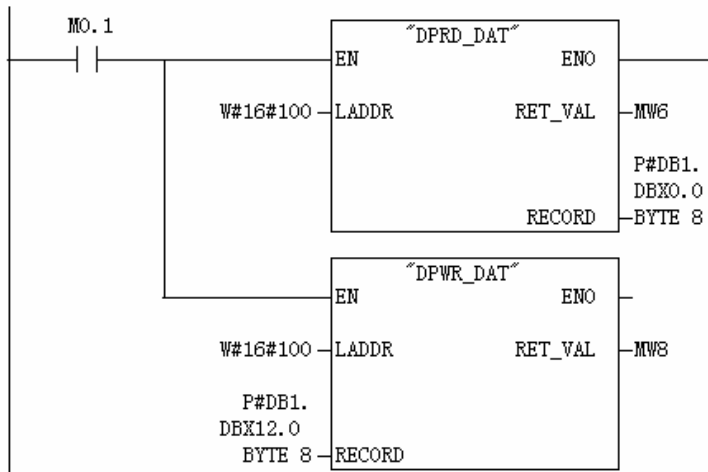 M0.1
"DPRD_DAT"
EN ENO
W#16#100 LADDR RET_VAL MW6
P#DB1.
DBX0.0
RECORD BYTE 8
"DPWR_DAT"
EN ENO
W#16#100 LADDR RET_VAL MW8
P#DB1.
DBX12.0
BYTE 8 RECORD